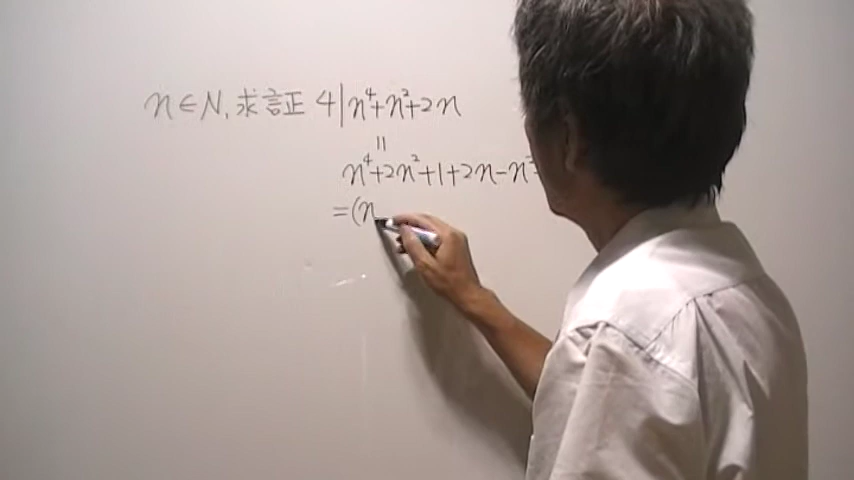 n∈N, 求証 4|n⁴+n²+2n
=
n⁴+2n²+1+2n-n²
=(n